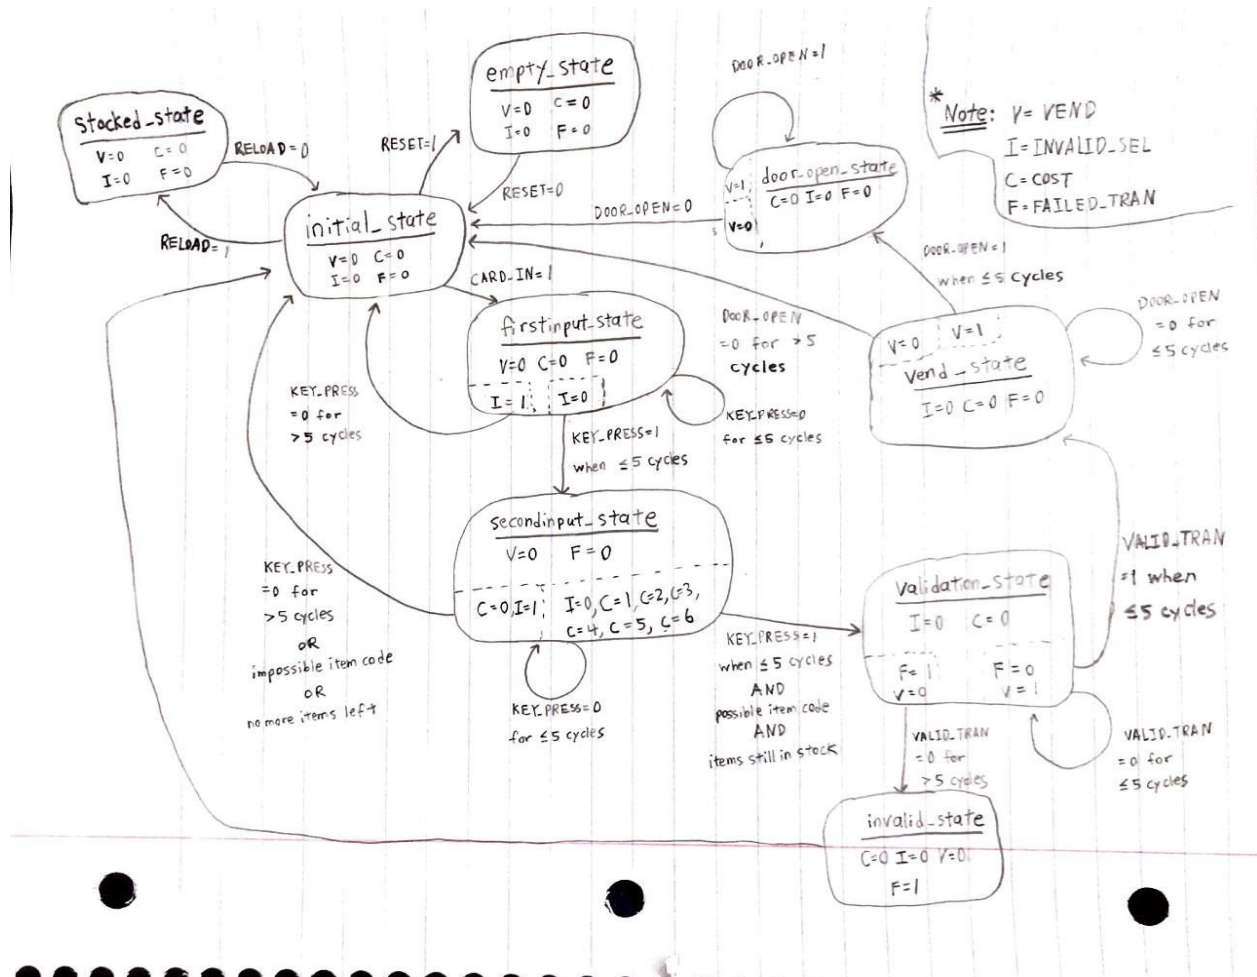 empty_state
V=0 C=0
I=0 F=0
stocked_state
V=0 C=0
I=0 F=0
RELOAD=0
RELOAD=1
RESET=1
RESET=0
initial_state
V=0 C=0
I=0 F=0
CARD_IN=1
DOOR_OPEN=1
V=1 door_open_state
C=0 I=0 F=0
V=0
DOOR_OPEN=0
*Note: V=VEND
I=INVALID_SEL
C=COST
F=FAILED_TRAN
DOOR_OPEN=1
when ≤5 cycles
DOOR_OPEN
=0 for
≤5 cycles
V=0 V=1
Vend_state
I=0 C=0 F=0
DOOR_OPEN
=0 for >5
cycles
firstinput_state
V=0 C=0 F=0
I=1 I=0
KEY_PRESS
=0 for
>5 cycles
KEY_PRESS=0
for ≤5 cycles
KEY_PRESS=1
when ≤5 cycles
secondinput_state
V=0 F=0
C=0,I=1 I=0, C=1, C=2, C=3,
C=4, C=5, C=6
KEY_PRESS
=0 for
>5 cycles
OR
impossible item code
OR
no more items left
KEY_PRESS=0
for ≤5 cycles
KEY_PRESS=1
when ≤5 cycles
AND
possible item code
AND
items still in stock
Validation_state
I=0 C=0
F=1 F=0
V=0 V=1
VALID_TRAN
=1 when
≤5 cycles
VALID_TRAN
=0 for
>5 cycles
VALID_TRAN
=0 for
≤5 cycles
invalid_state
C=0 I=0 V=0
F=1